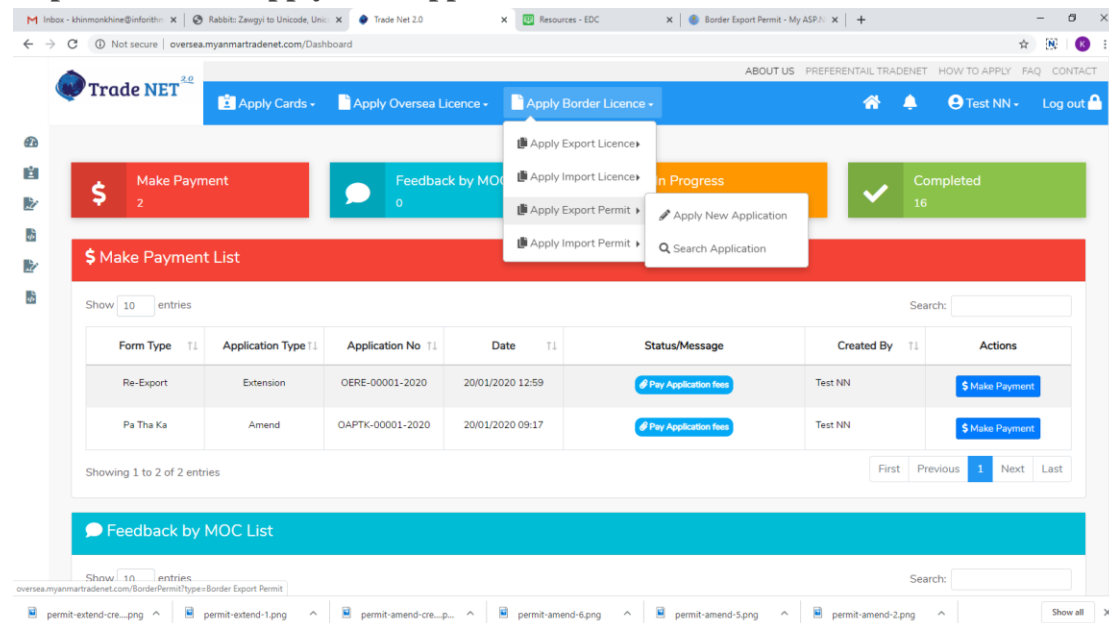 Inbox - khinmonkhine@inforithm
Rabbit: Zawgyi to Unicode, Unic
Trade Net 2.0
Resources - EDC
Border Export Permit - My ASP.N
Not secure | oversea.myanmartradenet.com/Dashboard
K
ABOUT US PREFERENTAIL TRADENET HOW TO APPLY FAQ CONTACT
Trade NET 2.0
Apply Cards
Apply Oversea Licence
Apply Border Licence
Test NN
Log out
Apply Export Licence
Apply Import Licence
Apply Export Permit
Apply Import Permit
Apply New Application
Search Application
Make Paym
2
Feedback by MO
0
n Progress
Completed
16
$ Make Payment List
Show 10 entries
Search:
Form Type Application Type Application No Date Status/Message Created By Actions
Re-Export Extension OERE-00001-2020 20/01/2020 12:59 Pay Application fees Test NN $ Make Payment
Pa Tha Ka Amend OAPTK-00001-2020 20/01/2020 09:17 Pay Application fees Test NN $ Make Payment
Showing 1 to 2 of 2 entries
First Previous 1 Next Last
Feedback by MOC List
Show 10 entries
Search:
oversea.myanmartradenet.com/BorderPermit?type=Border Export Permit
permit-extend-cre....png
permit-extend-1.png
permit-amend-cre....p...
permit-amend-6.png
permit-amend-5.png
permit-amend-2.png
Show all